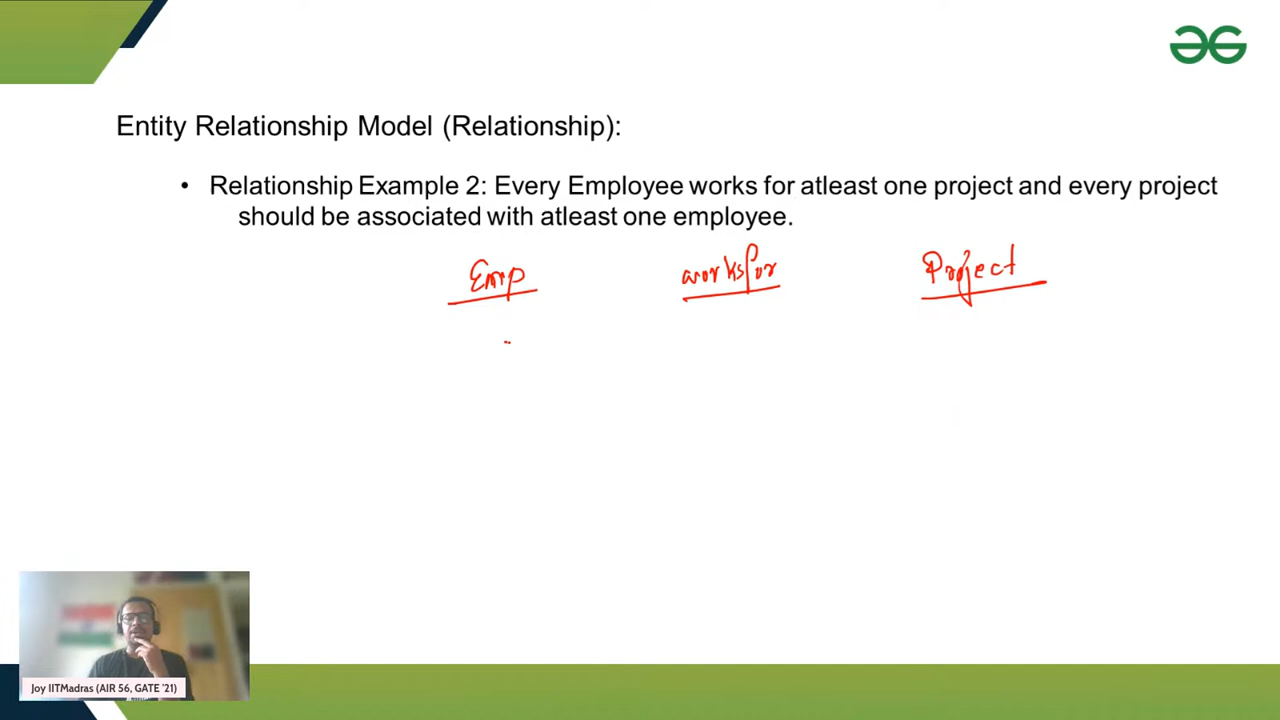 Entity Relationship Model (Relationship):
• Relationship Example 2: Every Employee works for atleast one project and every project
should be associated with atleast one employee.
Emp worksfor Project
Joy IITMadras (AIR 56, GATE '21)